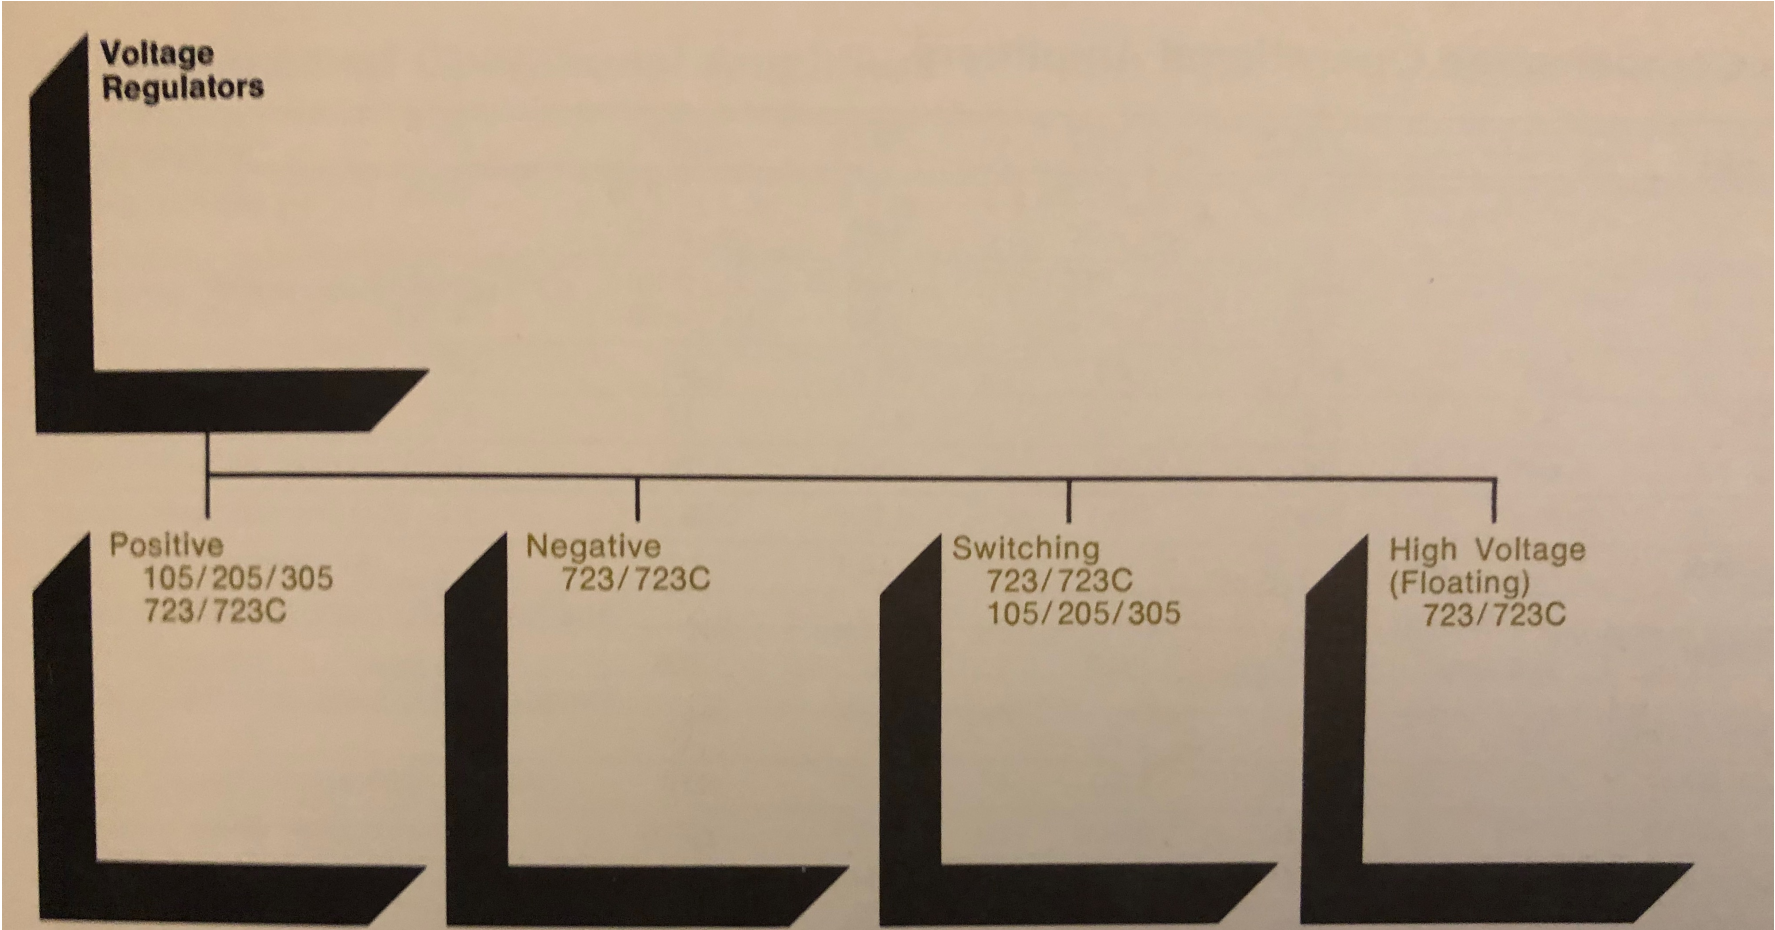 Voltage
Regulators
Positive
105/205/305
723/723C
Negative
723/723C
Switching
723/723C
105/205/305
High Voltage
(Floating)
723/723C